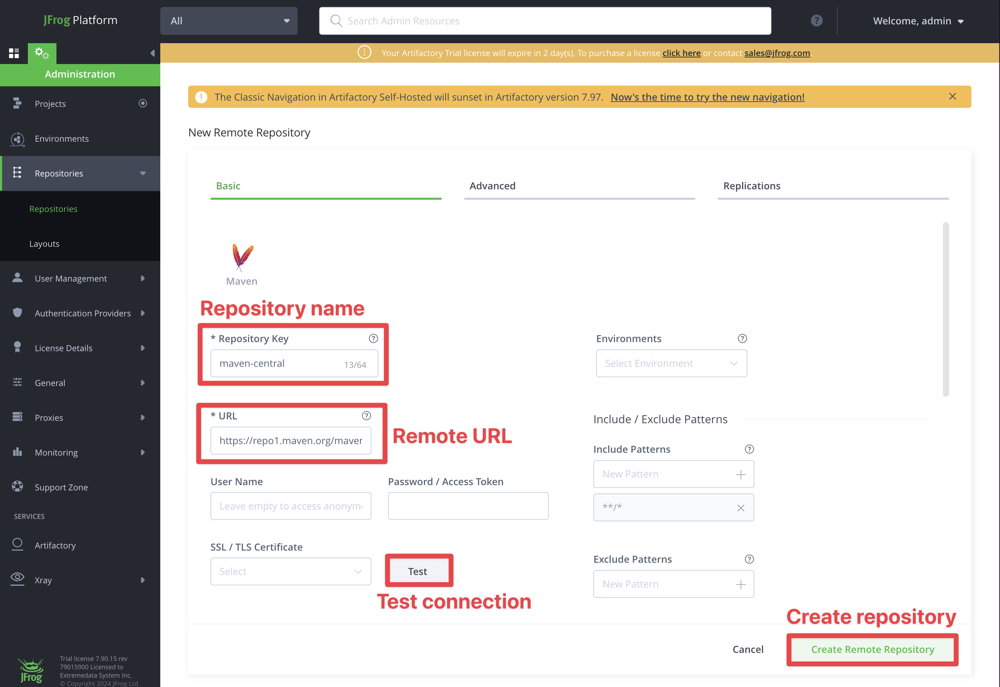 JFrog Platform
All
Search Admin Resources
?
Welcome, admin
Your Artifactory Trial license will expire in 2 day(s). To purchase a license click here or contact sales@jfrog.com.
Administration
The Classic Navigation in Artifactory Self-Hosted will sunset in Artifactory version 7.97. Now's the time to try the new navigation!
Projects
Environments
Repositories
Repositories
Layouts
User Management
Authentication Providers
License Details
General
Proxies
Monitoring
Support Zone
SERVICES
Artifactory
Xray
JFrog
Trial license 7.90.15 rev
79015900 Licensed to
Extremedata System Inc.
© Copyright 2024 JFrog Ltd
New Remote Repository
Basic
Advanced
Replications
Maven
Repository name
* Repository Key ?
maven-central 13/64
Environments ?
Select Environment
* URL ?
https://repo1.maven.org/maven
Remote URL
Include / Exclude Patterns
Include Patterns ?
New Pattern
**/*
User Name
Leave empty to access anonym
Password / Access Token
SSL / TLS Certificate
Select
Test
Test connection
Exclude Patterns ?
New Pattern
Create repository
Cancel
Create Remote Repository